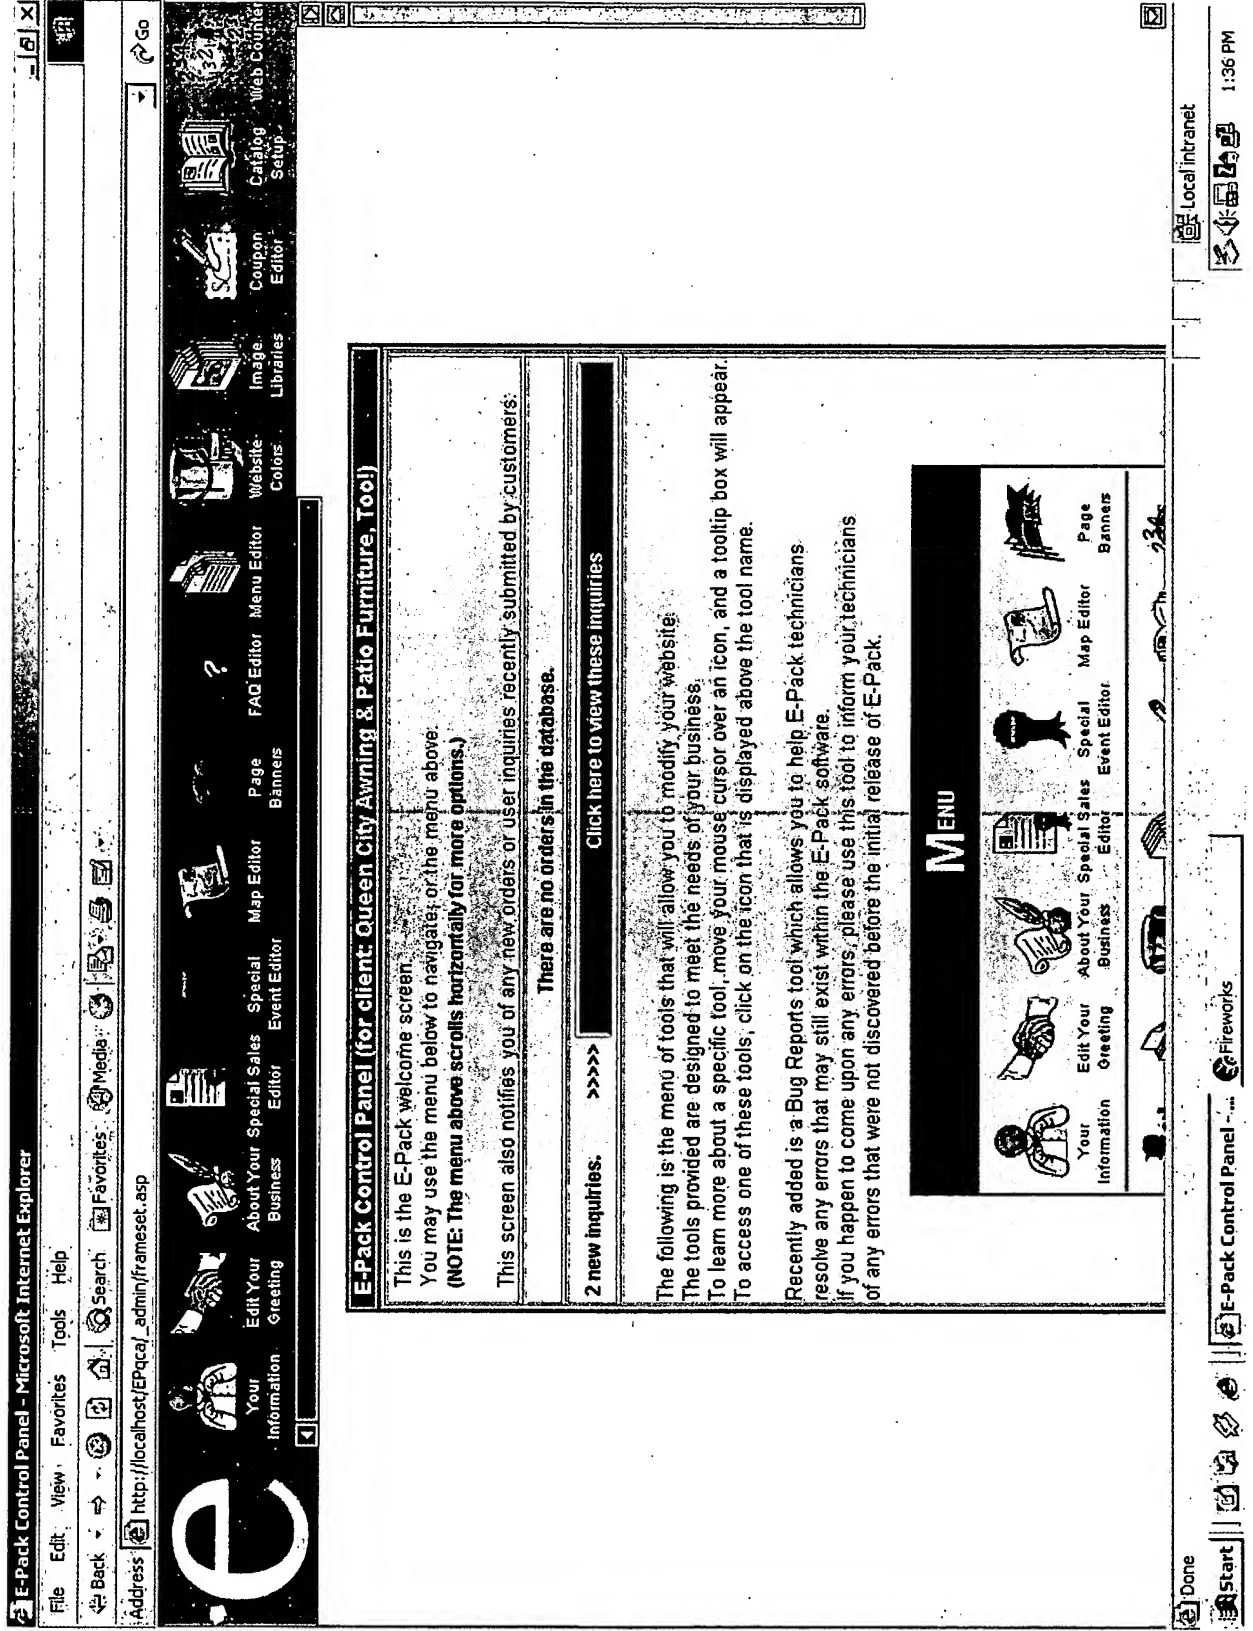 E-Pack Control Panel - Microsoft Internet Explorer
File Edit View Favorites Tools Help
Back Search Favorites Media
Address http://localhost/EPqca/_admin/frameset.asp Go
e
Your Information
Edit Your Greeting
About Your Business
Special Sales Editor
Special Event Editor
Map Editor
Page Banners
FAQ Editor
Menu Editor
Website Colors
Image Libraries
Coupon Editor
Catalog Setup
Web Counter
E-Pack Control Panel (for client: Queen City Awning & Patio Furniture, Too!)
This is the E-Pack welcome screen.
You may use the menu below to navigate, or the menu above.
(NOTE: The menu above scrolls horizontally for more options.)
This screen also notifies you of any new orders or user inquiries recently submitted by customers:
There are no orders in the database.
2 new inquiries. >>>>> Click here to view these inquiries
The following is the menu of tools that will allow you to modify your website.
The tools provided are designed to meet the needs of your business.
To learn more about a specific tool, move your mouse cursor over an icon, and a tooltip box will appear.
To access one of these tools, click on the icon that is displayed above the tool name.
Recently added is a Bug Reports tool which allows you to help E-Pack technicians
resolve any errors that may still exist within the E-Pack software.
If you happen to come upon any errors, please use this tool to inform your technicians
of any errors that were not discovered before the initial release of E-Pack.
MENU
Your Information
Edit Your Greeting
About Your Business
Special Sales Editor
Special Event Editor
Map Editor
Page Banners
Done Local intranet
Start E-Pack Control Panel - ... Fireworks 1:36 PM